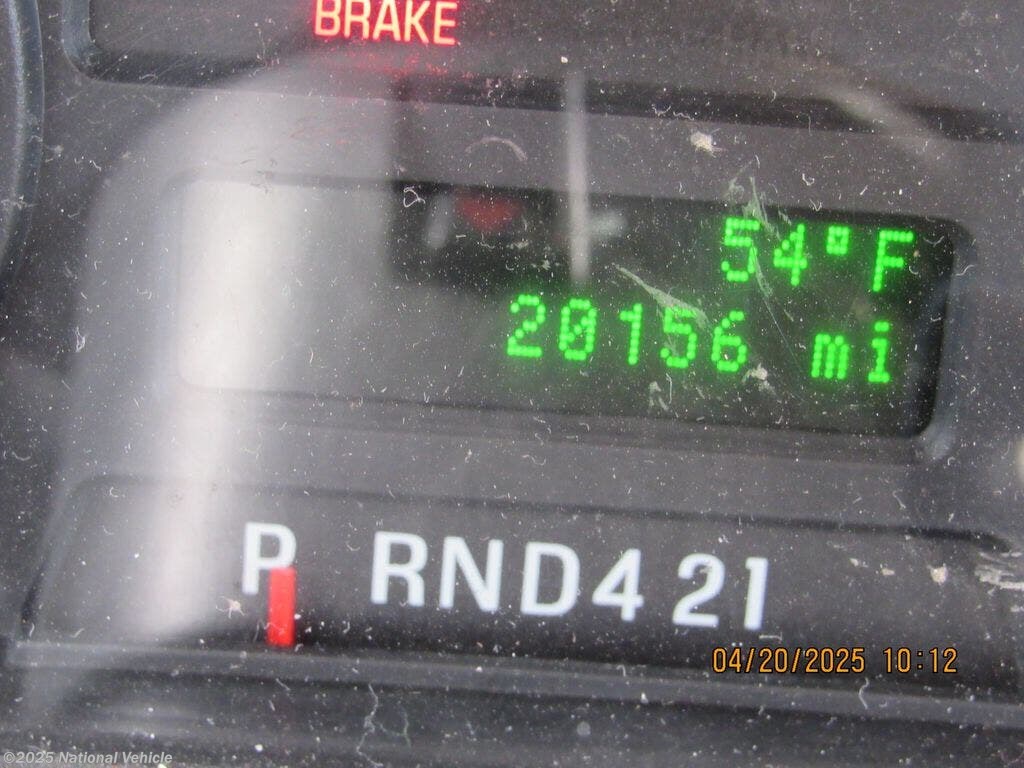 BRAKE
54°F
20156 mi
P RND421
04/20/2025 10:12
©2025 National Vehicle